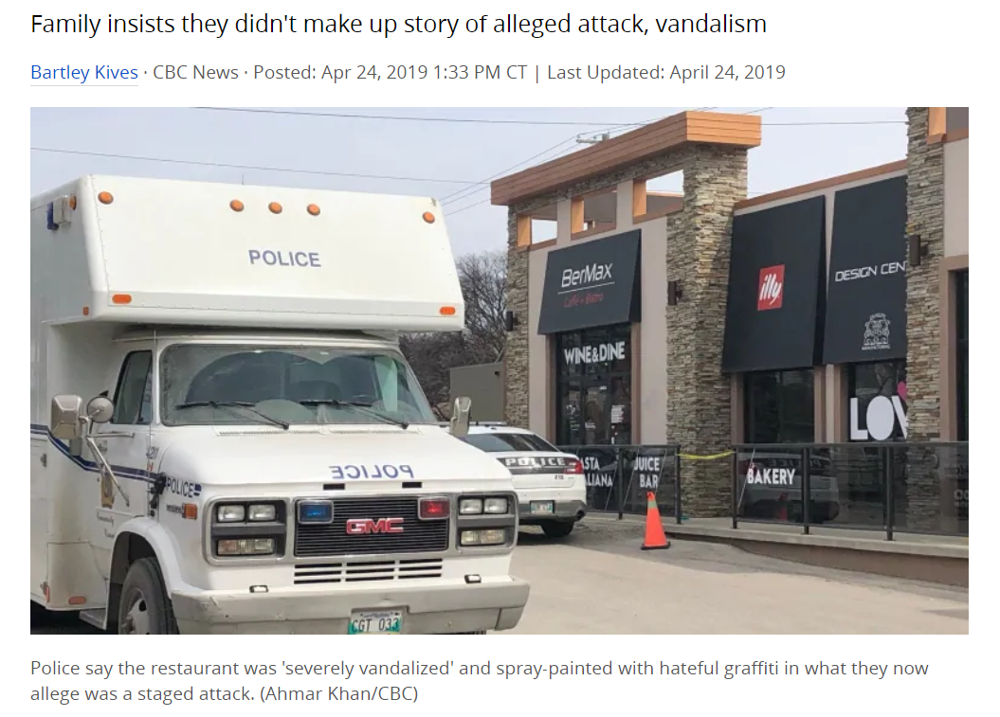 Family insists they didn't make up story of alleged attack, vandalism
Bartley Kives · CBC News · Posted: Apr 24, 2019 1:33 PM CT | Last Updated: April 24, 2019
POLICE
BerMax
Caffé + Bistro
illy
DESIGN CEN
WINE&DINE
LOV
POLICE
ASTA
ALIANA
JUICE
BAR
BAKERY
POLICE
POLICE
GMC
CGT 033
Police say the restaurant was 'severely vandalized' and spray-painted with hateful graffiti in what they now
allege was a staged attack. (Ahmar Khan/CBC)